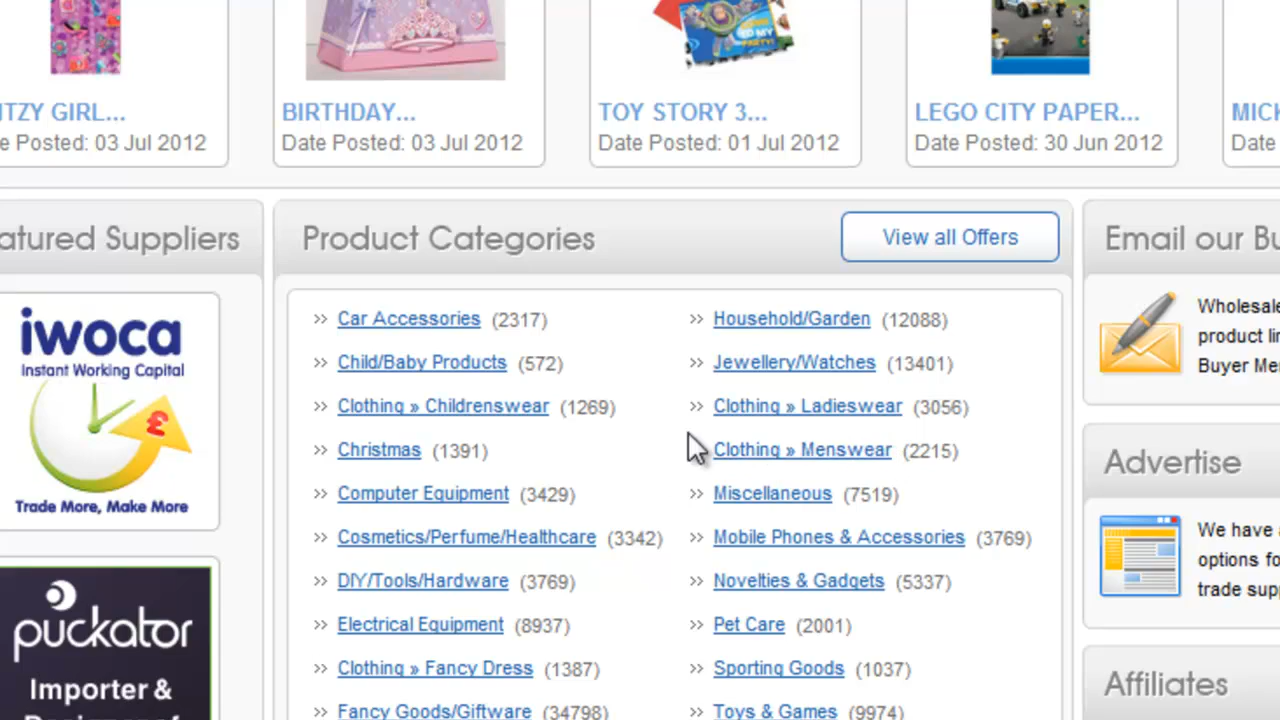 TO MY
PARTY!
ITZY GIRL...
BIRTHDAY...
TOY STORY 3...
LEGO CITY PAPER...
MICK
e Posted: 03 Jul 2012
Date Posted: 03 Jul 2012
Date Posted: 01 Jul 2012
Date Posted: 30 Jun 2012
Date
atured Suppliers
Product Categories
View all Offers
Email our Bu
iwoca
Instant Working Capital
£
Trade More, Make More
puckator
Importer &
» Car Accessories (2317)
» Child/Baby Products (572)
» Clothing » Childrenswear (1269)
» Christmas (1391)
» Computer Equipment (3429)
» Cosmetics/Perfume/Healthcare (3342)
» DIY/Tools/Hardware (3769)
» Electrical Equipment (8937)
» Clothing » Fancy Dress (1387)
» Fancy Goods/Giftware (34798)
» Household/Garden (12088)
» Jewellery/Watches (13401)
» Clothing » Ladieswear (3056)
Clothing » Menswear (2215)
» Miscellaneous (7519)
» Mobile Phones & Accessories (3769)
» Novelties & Gadgets (5337)
» Pet Care (2001)
» Sporting Goods (1037)
» Toys & Games (9974)
Wholesale
product lin
Buyer Me
Advertise
We have a
options fo
trade supp
Affiliates